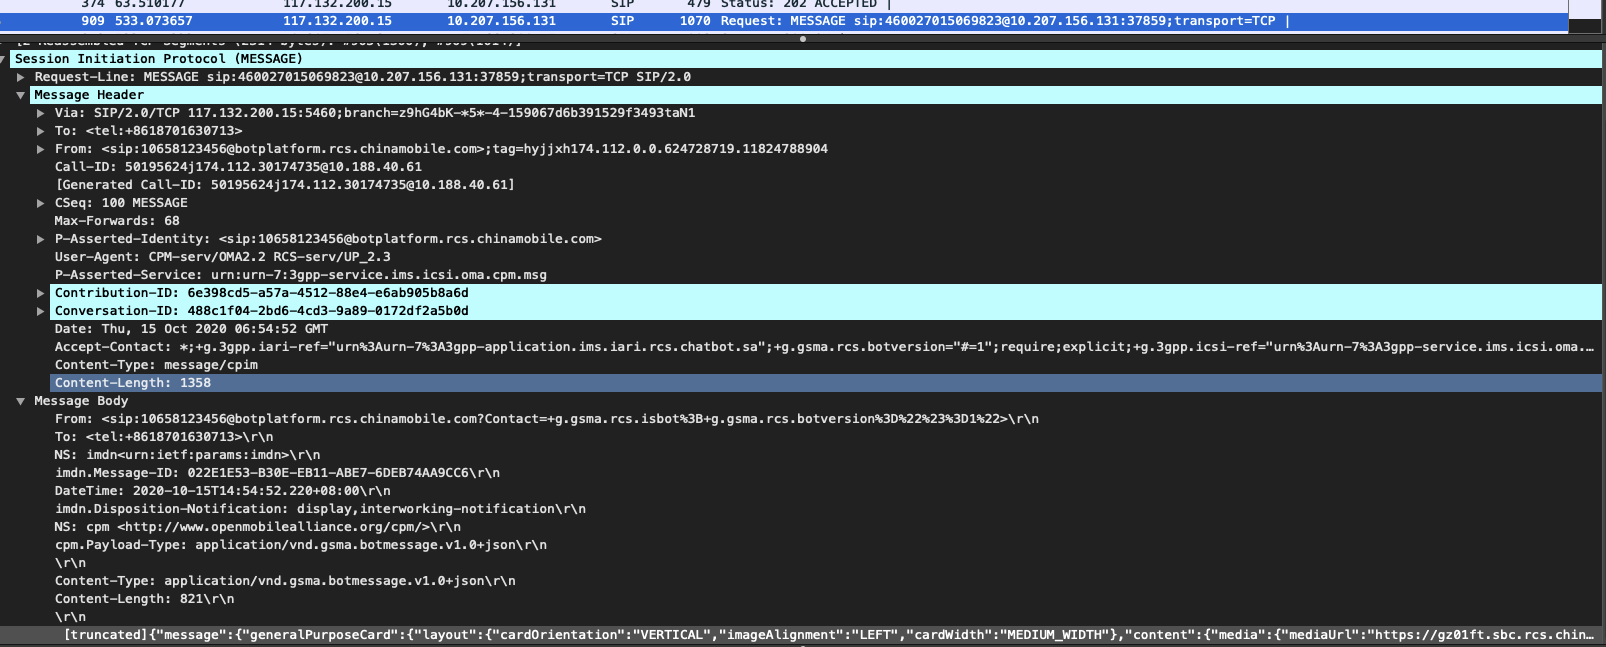 374 63.510177 117.132.200.15 10.207.156.131 SIP 479 Status: 202 ACCEPTED |
909 533.073657 117.132.200.15 10.207.156.131 SIP 1070 Request: MESSAGE sip:460027015069823@10.207.156.131:37859;transport=TCP |
[2 Reassembled TCP Segments (2314 bytes): #905(1300), #909(1014)]
Session Initiation Protocol (MESSAGE)
Request-Line: MESSAGE sip:460027015069823@10.207.156.131:37859;transport=TCP SIP/2.0
Message Header
Via: SIP/2.0/TCP 117.132.200.15:5460;branch=z9hG4bK-*5*-4-159067d6b391529f3493taN1
To: <tel:+8618701630713>
From: <sip:10658123456@botplatform.rcs.chinamobile.com>;tag=hyjjxh174.112.0.0.624728719.11824788904
Call-ID: 50195624j174.112.30174735@10.188.40.61
[Generated Call-ID: 50195624j174.112.30174735@10.188.40.61]
CSeq: 100 MESSAGE
Max-Forwards: 68
P-Asserted-Identity: <sip:10658123456@botplatform.rcs.chinamobile.com>
User-Agent: CPM-serv/OMA2.2 RCS-serv/UP_2.3
P-Asserted-Service: urn:urn-7:3gpp-service.ims.icsi.oma.cpm.msg
Contribution-ID: 6e398cd5-a57a-4512-88e4-e6ab905b8a6d
Conversation-ID: 488c1f04-2bd6-4cd3-9a89-0172df2a5b0d
Date: Thu, 15 Oct 2020 06:54:52 GMT
Accept-Contact: *;+g.3gpp.iari-ref="urn%3Aurn-7%3A3gpp-application.ims.iari.rcs.chatbot.sa";+g.gsma.rcs.botversion="#=1";require;explicit;+g.3gpp.icsi-ref="urn%3Aurn-7%3A3gpp-service.ims.icsi.oma.…
Content-Type: message/cpim
Content-Length: 1358
Message Body
From: <sip:10658123456@botplatform.rcs.chinamobile.com?Contact=+g.gsma.rcs.isbot%3B+g.gsma.rcs.botversion%3D%22%23%3D1%22>\r\n
To: <tel:+8618701630713>\r\n
NS: imdn<urn:ietf:params:imdn>\r\n
imdn.Message-ID: 022E1E53-B30E-EB11-ABE7-6DEB74AA9CC6\r\n
DateTime: 2020-10-15T14:54:52.220+08:00\r\n
imdn.Disposition-Notification: display,interworking-notification\r\n
NS: cpm <http://www.openmobilealliance.org/cpm/>\r\n
cpm.Payload-Type: application/vnd.gsma.botmessage.v1.0+json\r\n
\r\n
Content-Type: application/vnd.gsma.botmessage.v1.0+json\r\n
Content-Length: 821\r\n
\r\n
[truncated]{"message":{"generalPurposeCard":{"layout":{"cardOrientation":"VERTICAL","imageAlignment":"LEFT","cardWidth":"MEDIUM_WIDTH"},"content":{"media":{"mediaUrl":"https://gz01ft.sbc.rcs.chin…